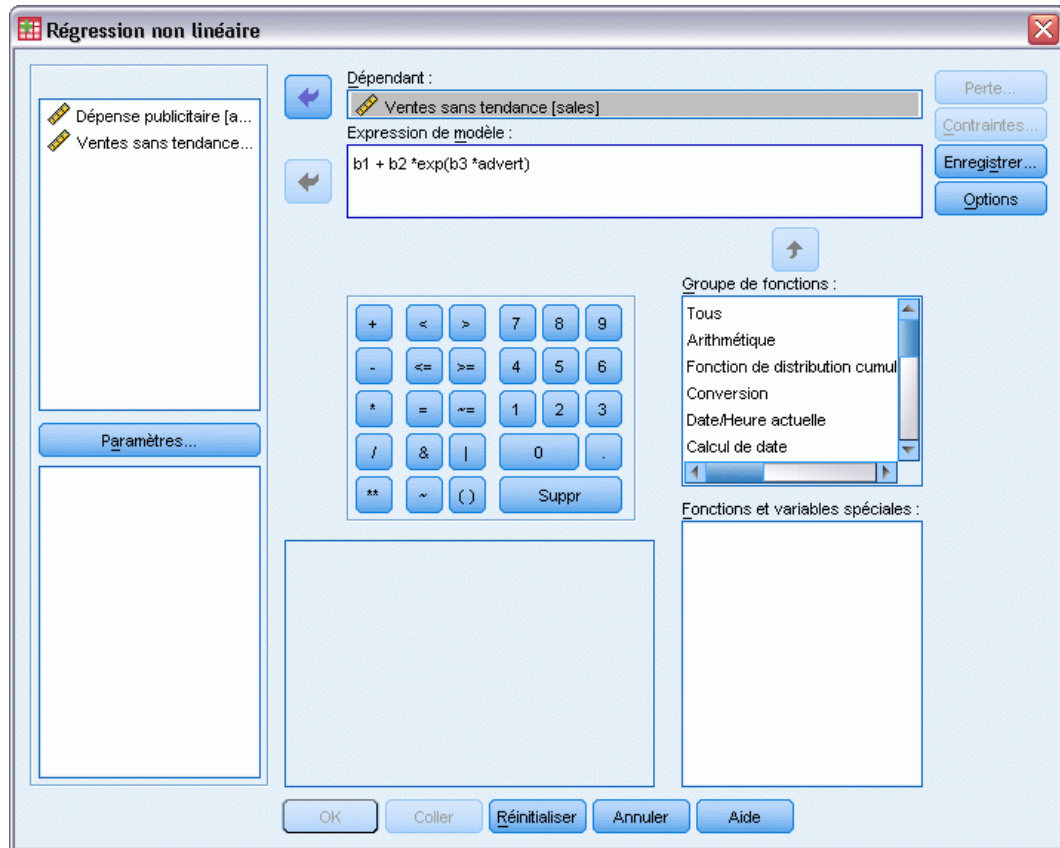 Régression non linéaire
Dépense publicitaire [a...
Ventes sans tendance...
Paramètres...
Dépendant :
Ventes sans tendance [sales]
Expression de modèle :
b1 + b2 *exp(b3 *advert)
Perte...
Contraintes...
Enregistrer...
Options
+ < > 7 8 9
- <= >= 4 5 6
* = ~= 1 2 3
/ & | 0 .
** ~ ( ) Suppr
Groupe de fonctions :
Tous
Arithmétique
Fonction de distribution cumul
Conversion
Date/Heure actuelle
Calcul de date
Fonctions et variables spéciales :
OK Coller Réinitialiser Annuler Aide